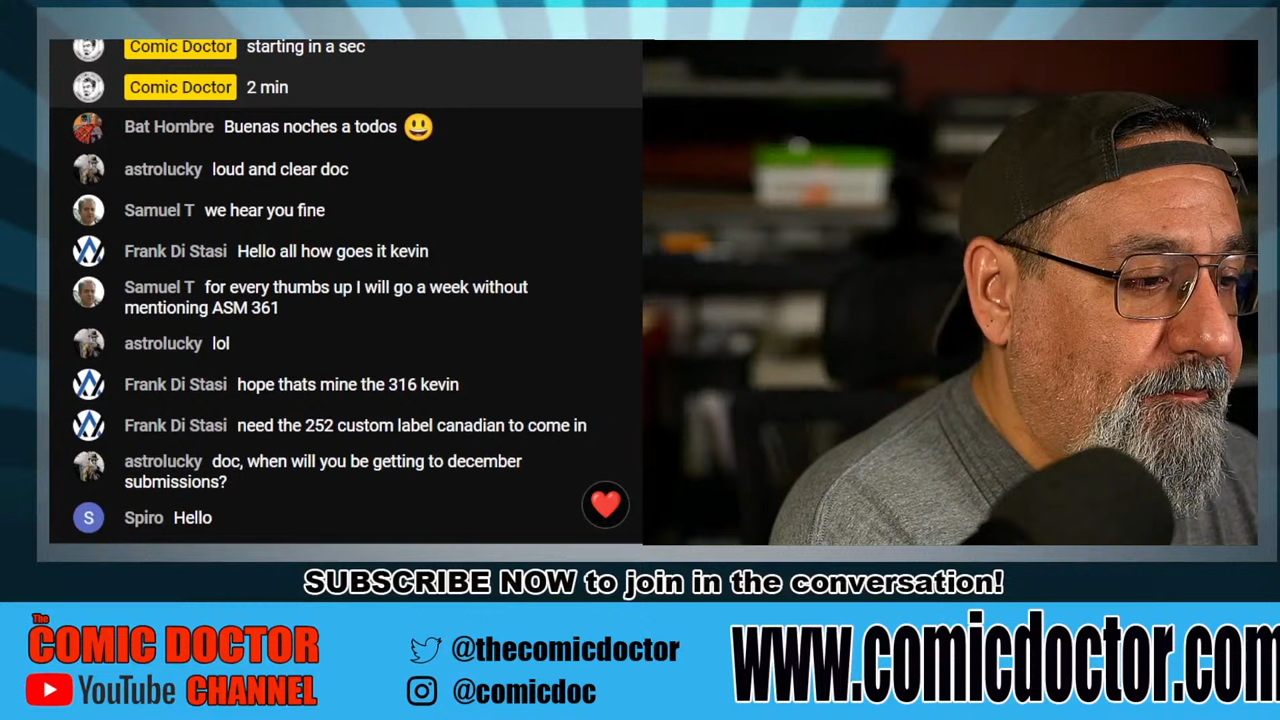 Comic Doctor starting in a sec
Comic Doctor 2 min
Bat Hombre Buenas noches a todos 😃
astrolucky loud and clear doc
Samuel T we hear you fine
Frank Di Stasi Hello all how goes it kevin
Samuel T for every thumbs up I will go a week without
mentioning ASM 361
astrolucky lol
Frank Di Stasi hope thats mine the 316 kevin
Frank Di Stasi need the 252 custom label canadian to come in
astrolucky doc, when will you be getting to december
submissions?
S Spiro Hello
SUBSCRIBE NOW to join in the conversation!
The
COMIC DOCTOR
YouTube CHANNEL
@thecomicdoctor
@comicdoc
www.comicdoctor.com